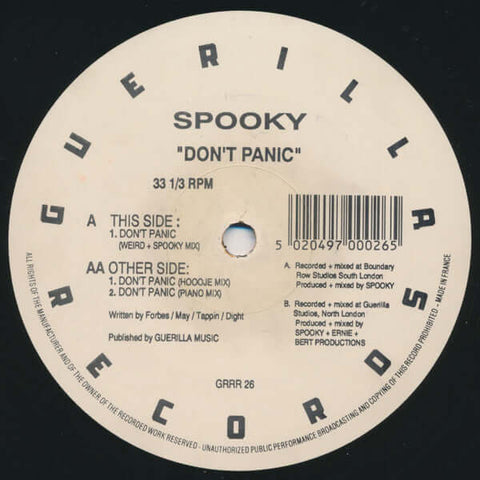 GUERILLA RECORDS
SPOOKY
"DON'T PANIC"
33 1/3 RPM
A THIS SIDE :
1. DON'T PANIC
(WEIRD + SPOOKY MIX)
AA OTHER SIDE:
1. DON'T PANIC (HOOOJE MIX)
2. DON'T PANIC (PIANO MIX)
Written by Forbes / May / Tappin / Dight
Published by GUERILLA MUSIC
5 020497 000265
A. Recorded + mixed at Boundary
Row Studios South London
Produced + mixed by SPOOKY
B. Recorded + mixed at Guerilla
Studios, North London
Produced + mixed by
SPOOKY + ERNIE +
BERT PRODUCTIONS
GRRR 26
ALL RIGHTS OF THE MANUFACTURER AND OF THE OWNER OF THE RECORDED WORK RESERVED - UNAUTHORIZED PUBLIC PERFORMANCE BROADCASTING AND COPYING OF THIS RECORD PROHIBITED - MADE IN FRANCE